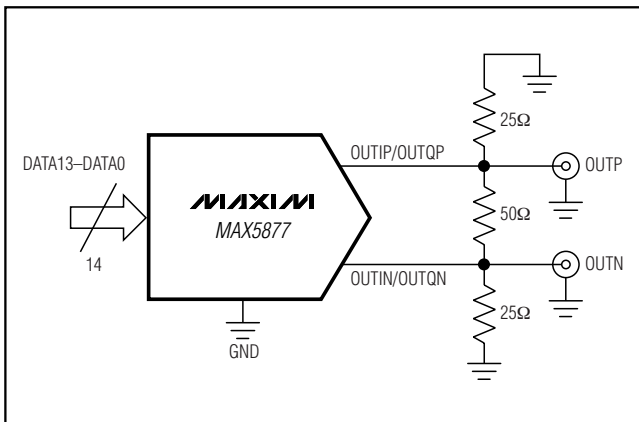 25Ω
OUTIP/OUTQP
OUTP
DATA13–DATA0
MAXIM
MAX5877
50Ω
14
OUTIN/OUTQN
OUTN
25Ω
GND